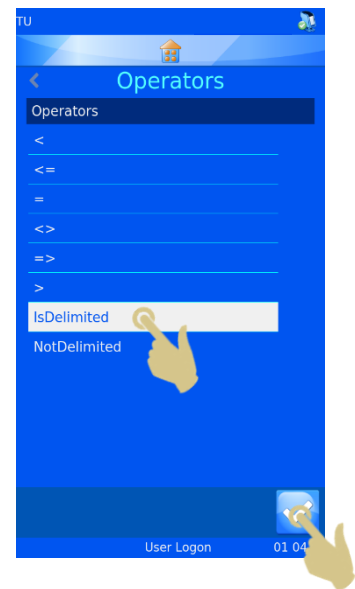 TU
Operators
Operators
<
<=
=
<>
=>
>
IsDelimited
NotDelimited
User Logon
01 04